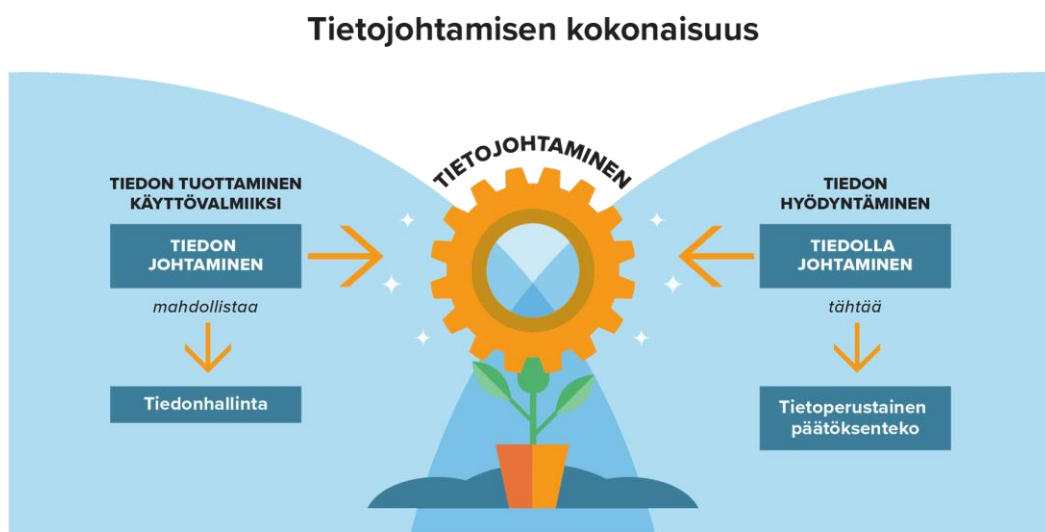 Tietojohtamisen kokonaisuus
TIETOJOHTAMINEN
TIEDON TUOTTAMINEN
KÄYTTÖVALMIIKSI
TIEDON
JOHTAMINEN
mahdollistaa
Tiedonhallinta
TIEDON
HYÖDYNTÄMINEN
TIEDOLLA
JOHTAMINEN
tähtää
Tietoperustainen
päätöksenteko